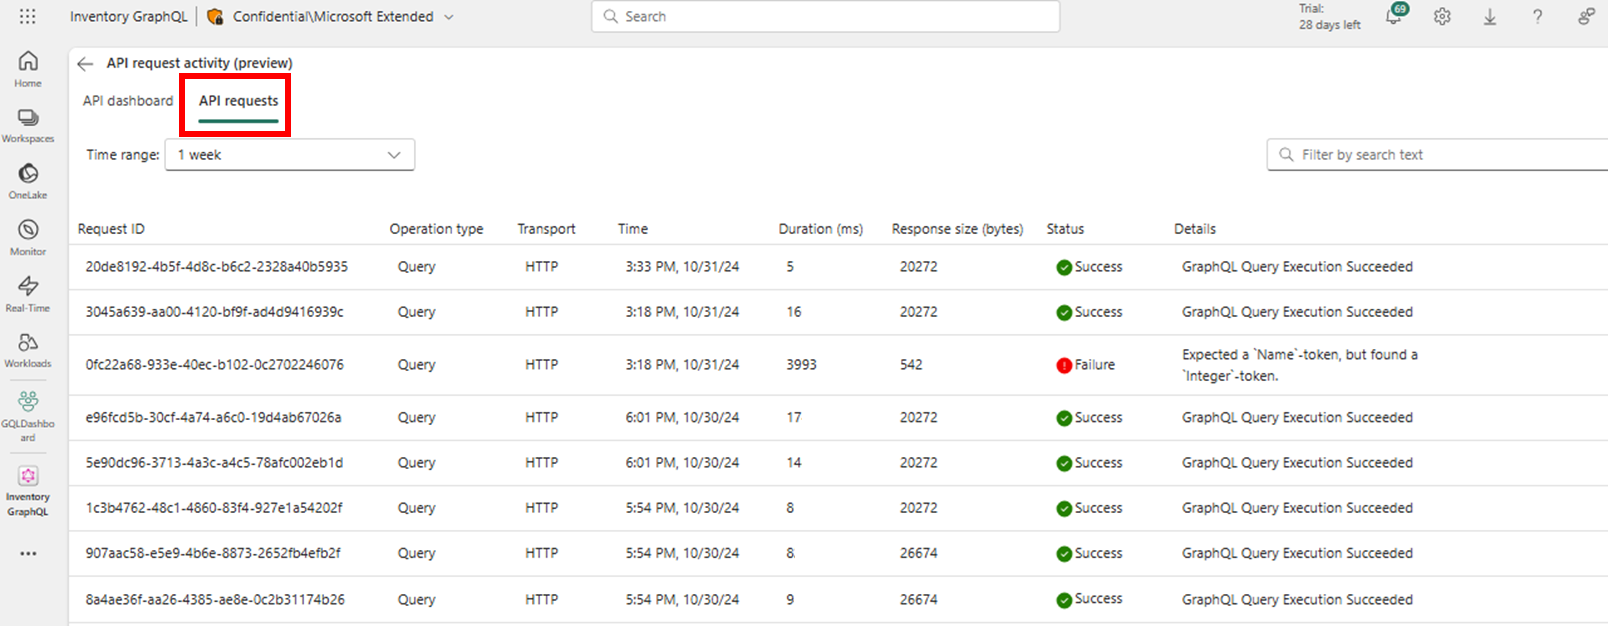 Inventory GraphQL | Confidential\Microsoft Extended
Search
Trial:
28 days left
69
Home
Workspaces
OneLake
Monitor
Real-Time
Workloads
GQLDashbo
ard
Inventory
GraphQL
API request activity (preview)
API dashboard API requests
Time range: 1 week
Filter by search text
Request ID Operation type Transport Time Duration (ms) Response size (bytes) Status Details
20de8192-4b5f-4d8c-b6c2-2328a40b5935 Query HTTP 3:33 PM, 10/31/24 5 20272 Success GraphQL Query Execution Succeeded
3045a639-aa00-4120-bf9f-ad4d9416939c Query HTTP 3:18 PM, 10/31/24 16 20272 Success GraphQL Query Execution Succeeded
0fc22a68-933e-40ec-b102-0c2702246076 Query HTTP 3:18 PM, 10/31/24 3993 542 Failure Expected a `Name`-token, but found a
`Integer`-token.
e96fcd5b-30cf-4a74-a6c0-19d4ab67026a Query HTTP 6:01 PM, 10/30/24 17 20272 Success GraphQL Query Execution Succeeded
5e90dc96-3713-4a3c-a4c5-78afc002eb1d Query HTTP 6:01 PM, 10/30/24 14 20272 Success GraphQL Query Execution Succeeded
1c3b4762-48c1-4860-83f4-927e1a54202f Query HTTP 5:54 PM, 10/30/24 8 20272 Success GraphQL Query Execution Succeeded
907aac58-e5e9-4b6e-8873-2652fb4efb2f Query HTTP 5:54 PM, 10/30/24 8 26674 Success GraphQL Query Execution Succeeded
8a4ae36f-aa26-4385-ae8e-0c2b31174b26 Query HTTP 5:54 PM, 10/30/24 9 26674 Success GraphQL Query Execution Succeeded